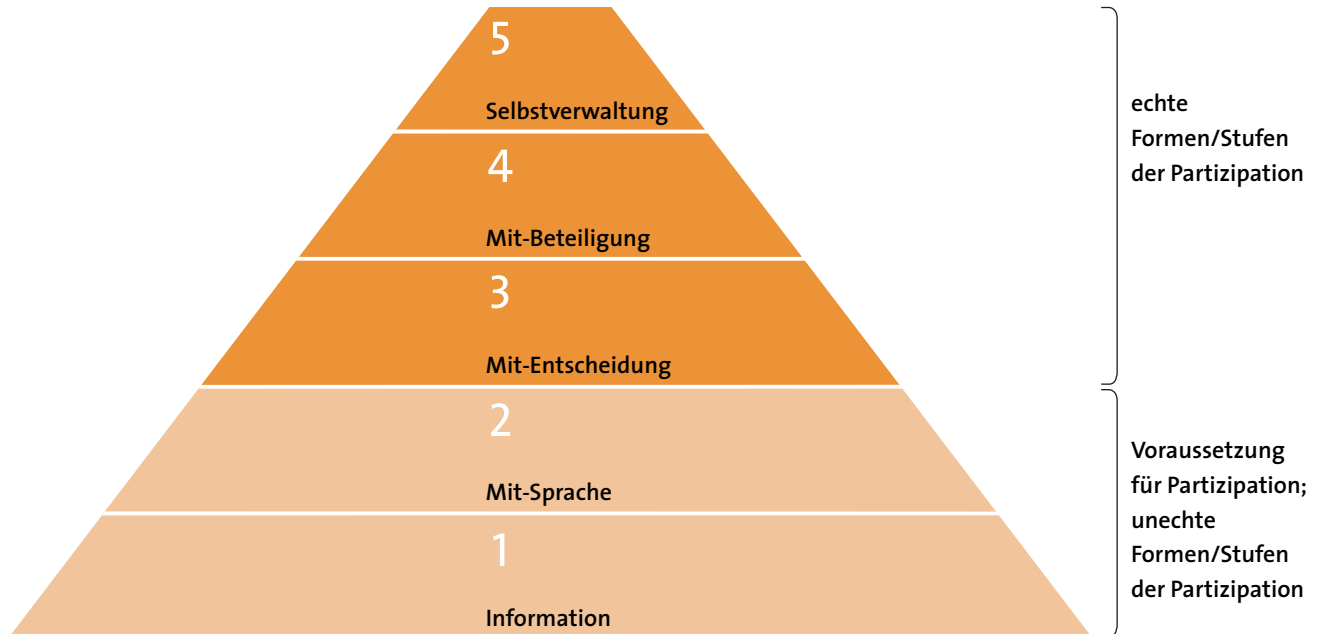 5
Selbstverwaltung
4
Mit-Beteiligung
3
Mit-Entscheidung
2
Mit-Sprache
1
Information
echte
Formen/Stufen
der Partizipation
Voraussetzung
für Partizipation;
unechte
Formen/Stufen
der Partizipation